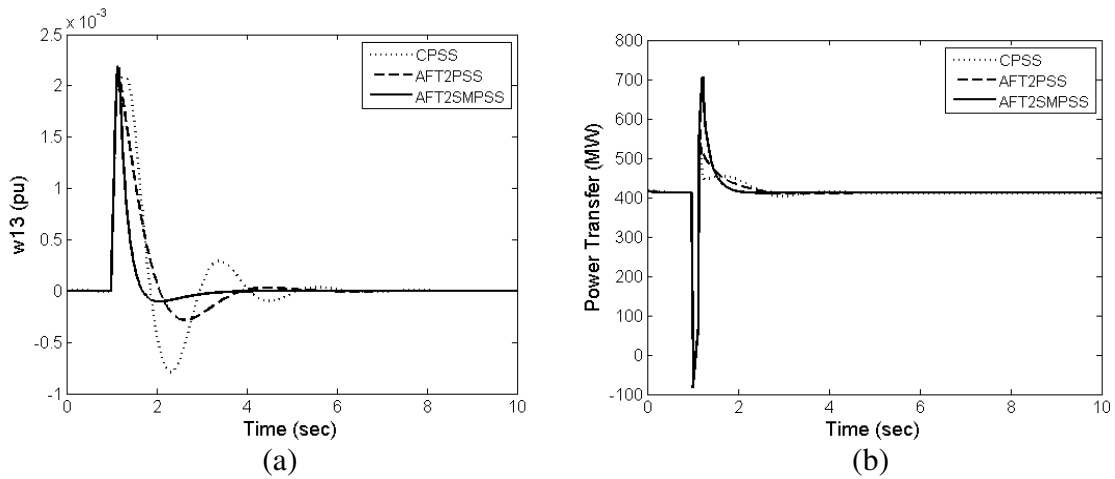 x 10^-3
2.5
2
1.5
1
0.5
0
-0.5
-1
w13 (pu)
CPSS
AFT2PSS
AFT2SMPSS
0 2 4 6 8 10
Time (sec)
(a)
800
700
600
500
400
300
200
100
0
-100
Power Transfer (MW)
CPSS
AFT2PSS
AFT2SMPSS
0 2 4 6 8 10
Time (sec)
(b)